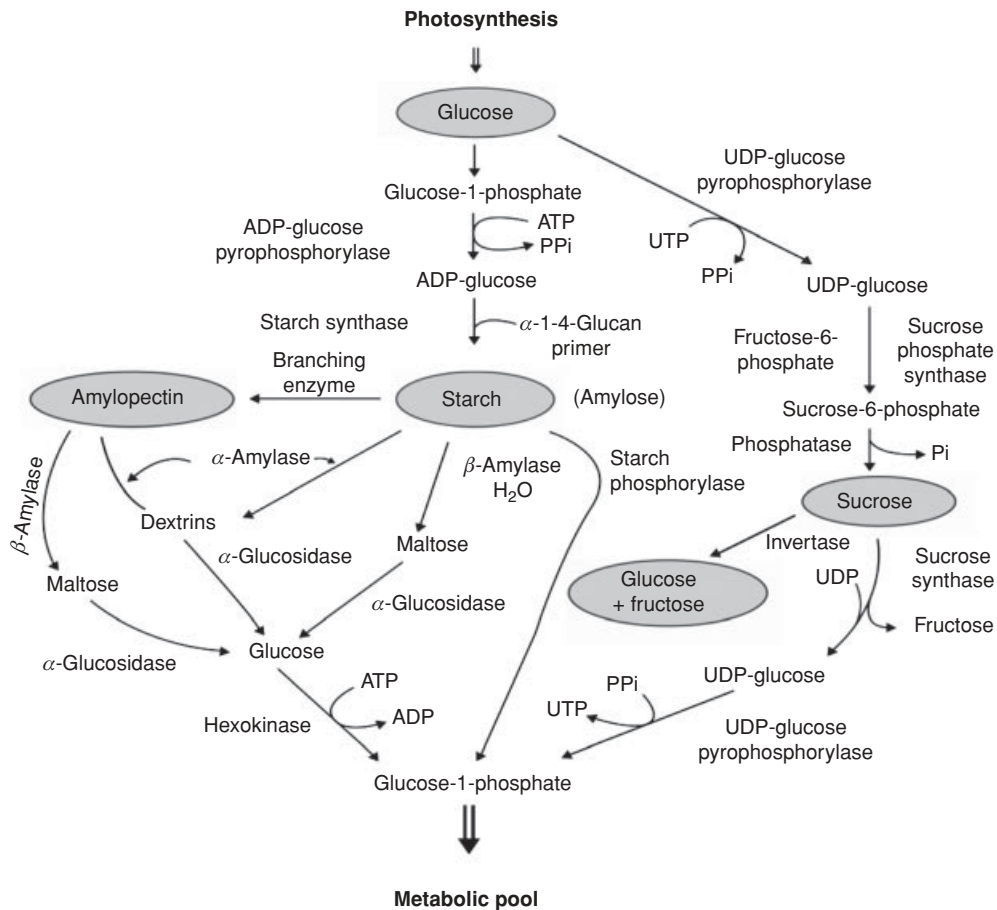 Photosynthesis
Glucose
Glucose-1-phosphate
ADP-glucose
pyrophosphorylase
ATP
PPi
ADP-glucose
Starch synthase
α-1-4-Glucan
primer
UDP-glucose
pyrophosphorylase
UTP
PPi
UDP-glucose
Fructose-6-
phosphate
Sucrose
phosphate
synthase
Sucrose-6-phosphate
Phosphatase
Pi
Sucrose
Branching
enzyme
Amylopectin
Starch
(Amylose)
α-Amylase
β-Amylase
H₂O
Starch
phosphorylase
β-Amylase
Dextrins
α-Glucosidase
Maltose
Maltose
α-Glucosidase
α-Glucosidase
Glucose
Invertase
Glucose
+ fructose
UDP
Sucrose
synthase
Fructose
UDP-glucose
ATP
ADP
Hexokinase
PPi
UTP
UDP-glucose
pyrophosphorylase
Glucose-1-phosphate
Metabolic pool